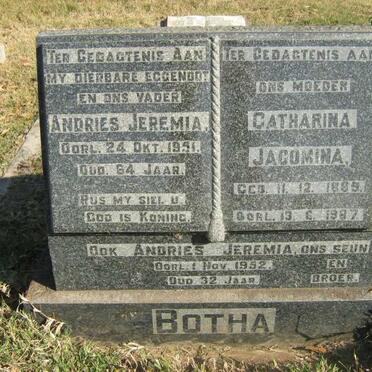 Ter Gedagtenis Aan
my dierbare eggenoot
en ons vader
Andries Jeremia,
Oorl. 24 Okt. 1951.
Oud. 64 Jaar.
Rus my siel u
God is Koning.
Ter Gedagtenis Aan
ons moeder
Catharina
Jacomina,
Geb. 11. 12. 1889.
Oorl. 13. 6. 1987.
Ook Andries Jeremia, ons seun
Oorl. 1 Nov. 1952. en
Oud 32 Jaar. broer.
Botha